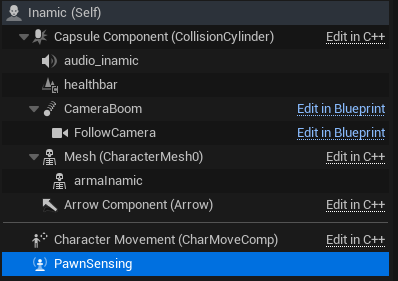 Inamic (Self)
Capsule Component (CollisionCylinder) Edit in C++
audio_inamic
healthbar
CameraBoom Edit in Blueprint
FollowCamera Edit in Blueprint
Mesh (CharacterMesh0) Edit in C++
armaInamic
Arrow Component (Arrow) Edit in C++
Character Movement (CharMoveComp) Edit in C++
PawnSensing